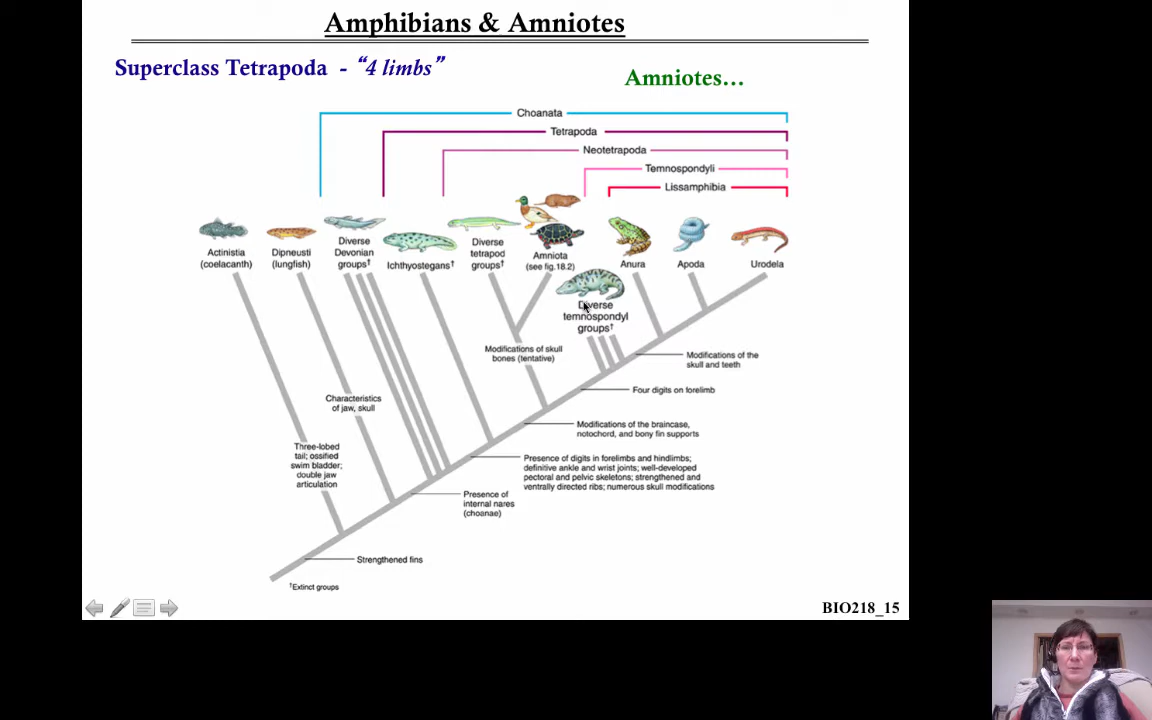 Amphibians & Amniotes
Superclass Tetrapoda - “4 limbs”
Amniotes…
Choanata
Tetrapoda
Neotetrapoda
Temnospondyli
Lissamphibia
Actinistia
(coelacanth)
Dipneusti
(lungfish)
Diverse
Devonian
groups†
Ichthyostegans†
Diverse
tetrapod
groups†
Amniota
(see fig.18.2)
Anura
Apoda
Urodela
Diverse
temnospondyl
groups†
Modifications of skull
bones (tentative)
Modifications of the
skull and teeth
Four digits on forelimb
Characteristics
of jaw, skull
Modifications of the braincase,
notochord, and bony fin supports
Three-lobed
tail; ossified
swim bladder;
double jaw
articulation
Presence of digits in forelimbs and hindlimbs;
definitive ankle and wrist joints; well-developed
pectoral and pelvic skeletons; strengthened and
ventrally directed ribs; numerous skull modifications
Presence of
internal nares
(choanae)
Strengthened fins
†Extinct groups
BIO218_15